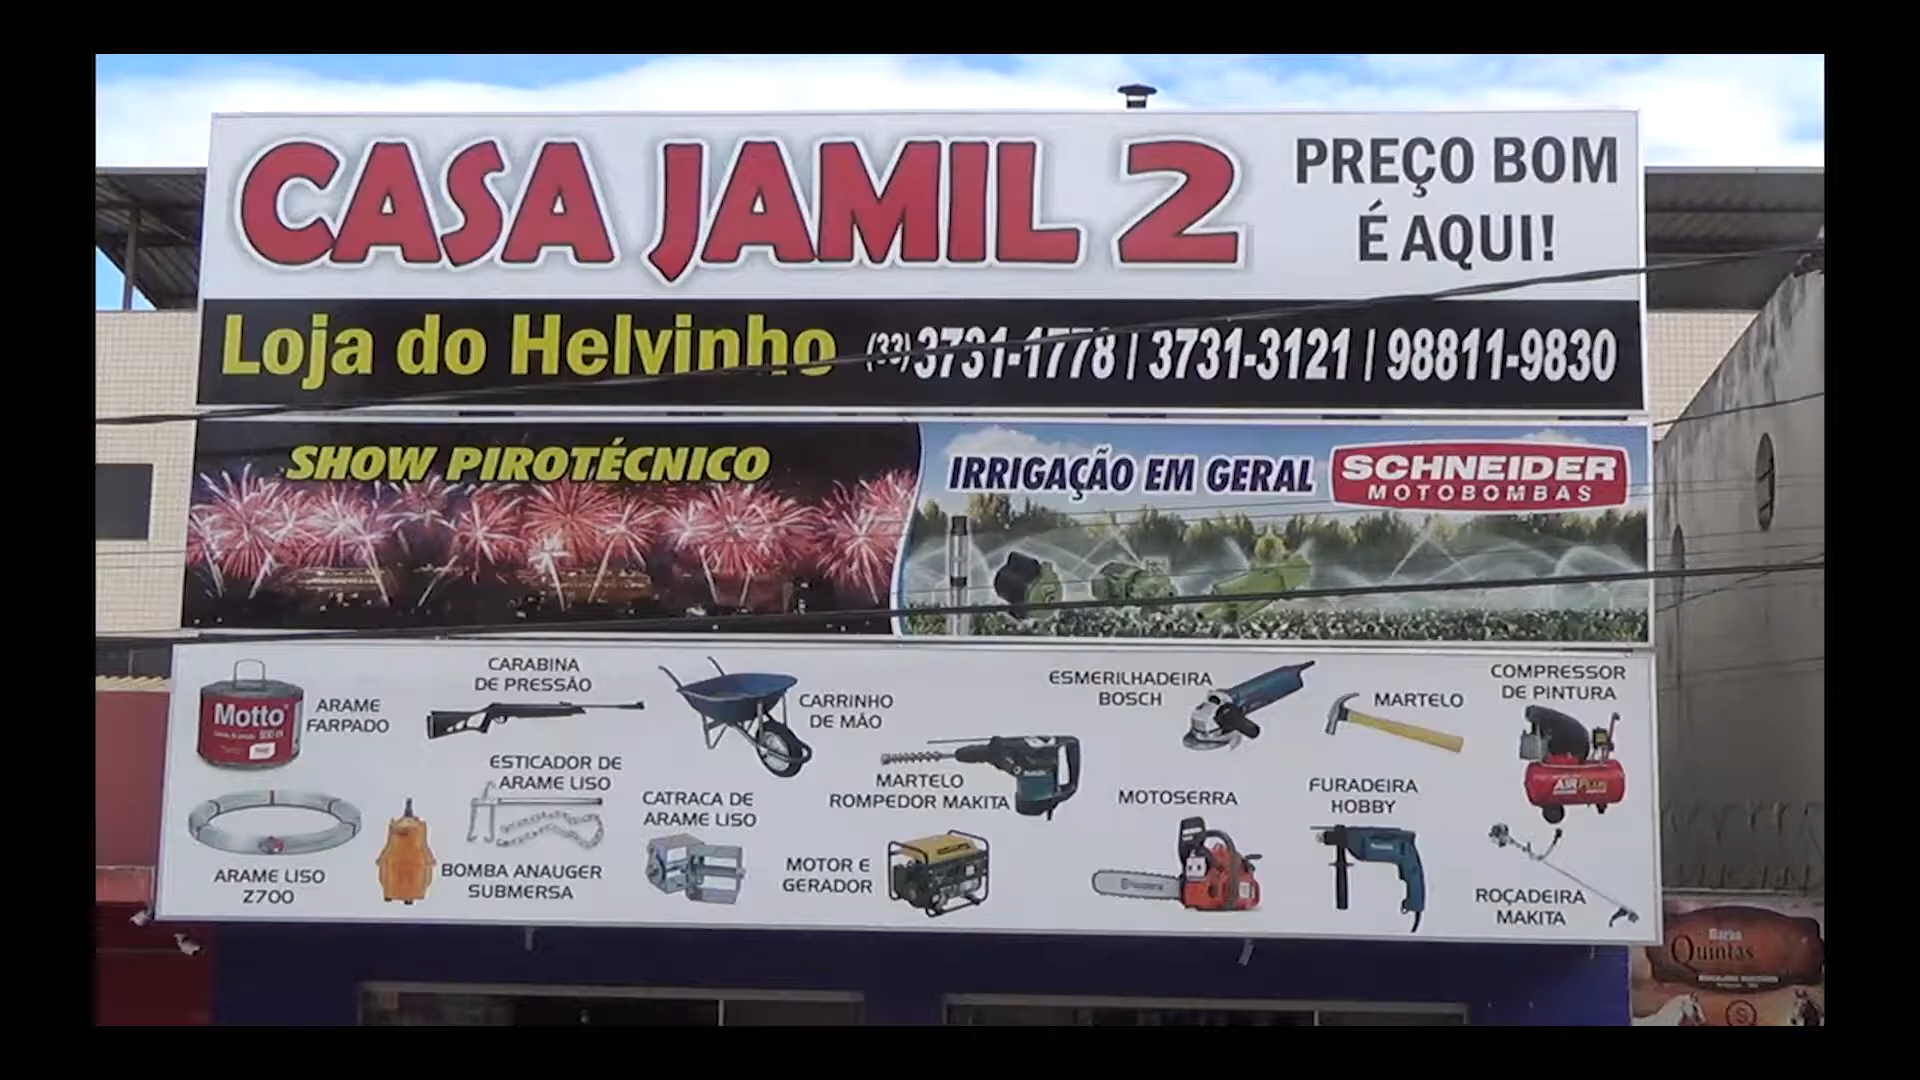 CASA JAMIL 2
PREÇO BOM
É AQUI!
Loja do Helvinho
(33) 3731-1778 | 3731-3121 | 98811-9830
SHOW PIROTÉCNICO
IRRIGAÇÃO EM GERAL
SCHNEIDER
MOTOBOMBAS
Motto
ARAME
FARPADO
CARABINA
DE PRESSÃO
CARRINHO
DE MÃO
ESMERILHADEIRA
BOSCH
MARTELO
COMPRESSOR
DE PINTURA
AIR PLUS
ESTICADOR DE
ARAME LISO
CATRACA DE
ARAME LISO
MARTELO
ROMPEDOR MAKITA
MOTOSERRA
FURADEIRA
HOBBY
ARAME LISO
Z700
BOMBA ANAUGER
SUBMERSA
MOTOR E
GERADOR
ROÇADEIRA
MAKITA
Quintas